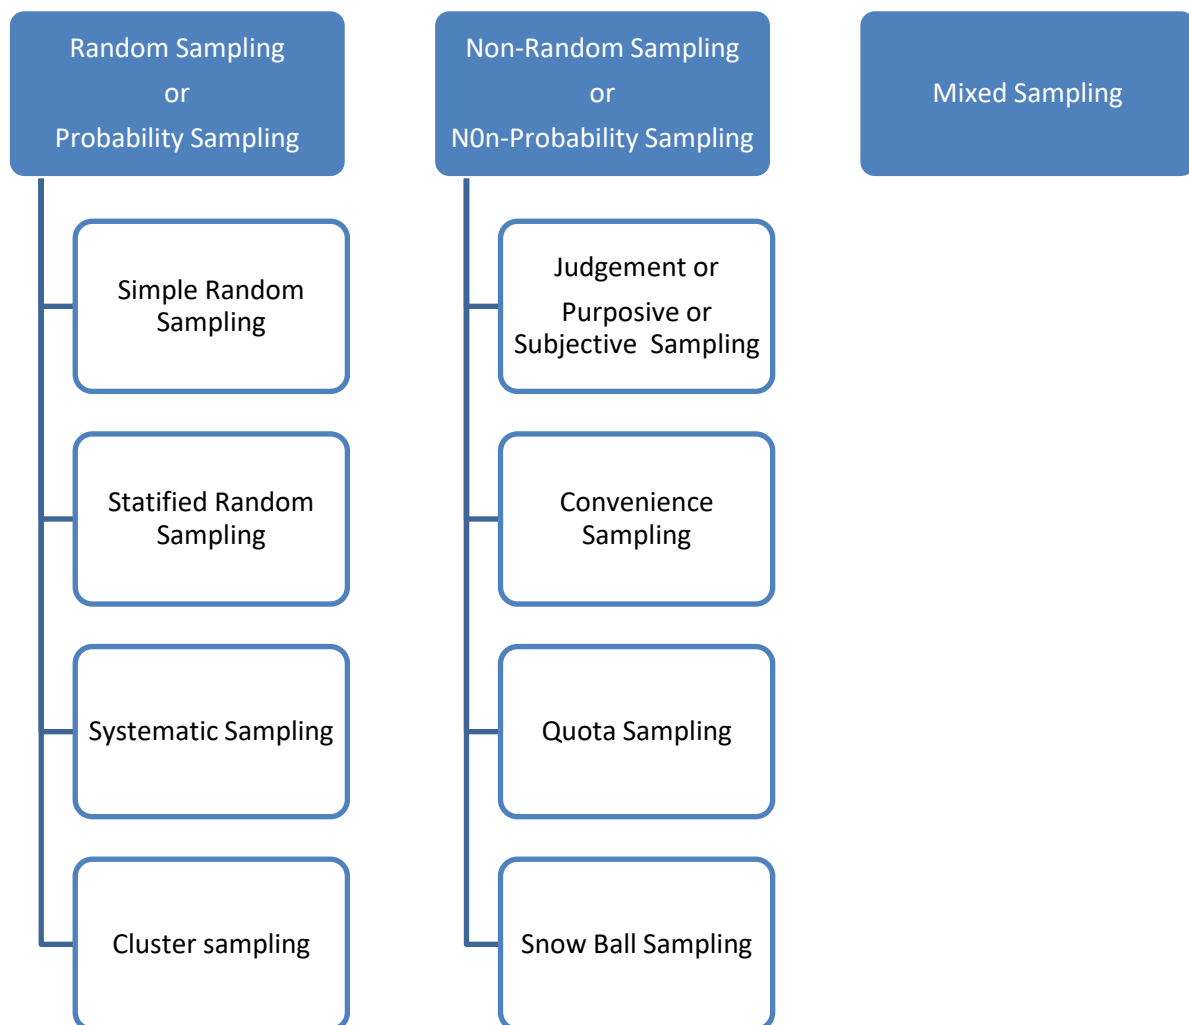 Random Sampling
or
Probability Sampling
Simple Random
Sampling
Statified Random
Sampling
Systematic Sampling
Cluster sampling
Non-Random Sampling
or
N0n-Probability Sampling
Judgement or
Purposive or
Subjective  Sampling
Convenience
Sampling
Quota Sampling
Snow Ball Sampling
Mixed Sampling